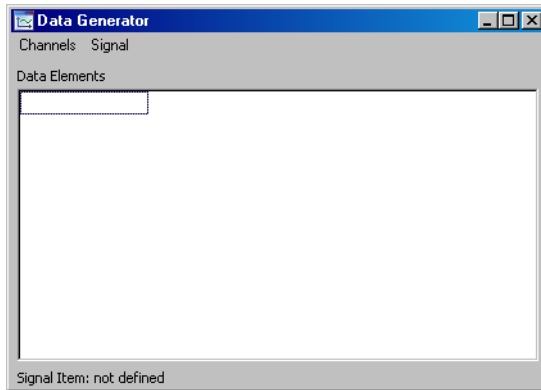 Data Generator
Channels Signal
Data Elements
Signal Item: not defined